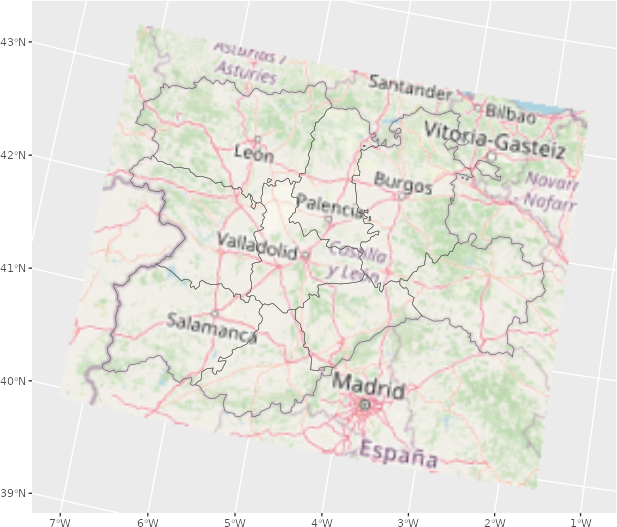 43°N
42°N
41°N
40°N
39°N
Asturias /
Asturies
Santander
Bilbao
Vitoria-Gasteiz
León
Burgos
Navarr
Nafarr
Palencia
Valladolid
Castilla
y León
Salamanca
Madrid
España
7°W
6°W
5°W
4°W
3°W
2°W
1°W